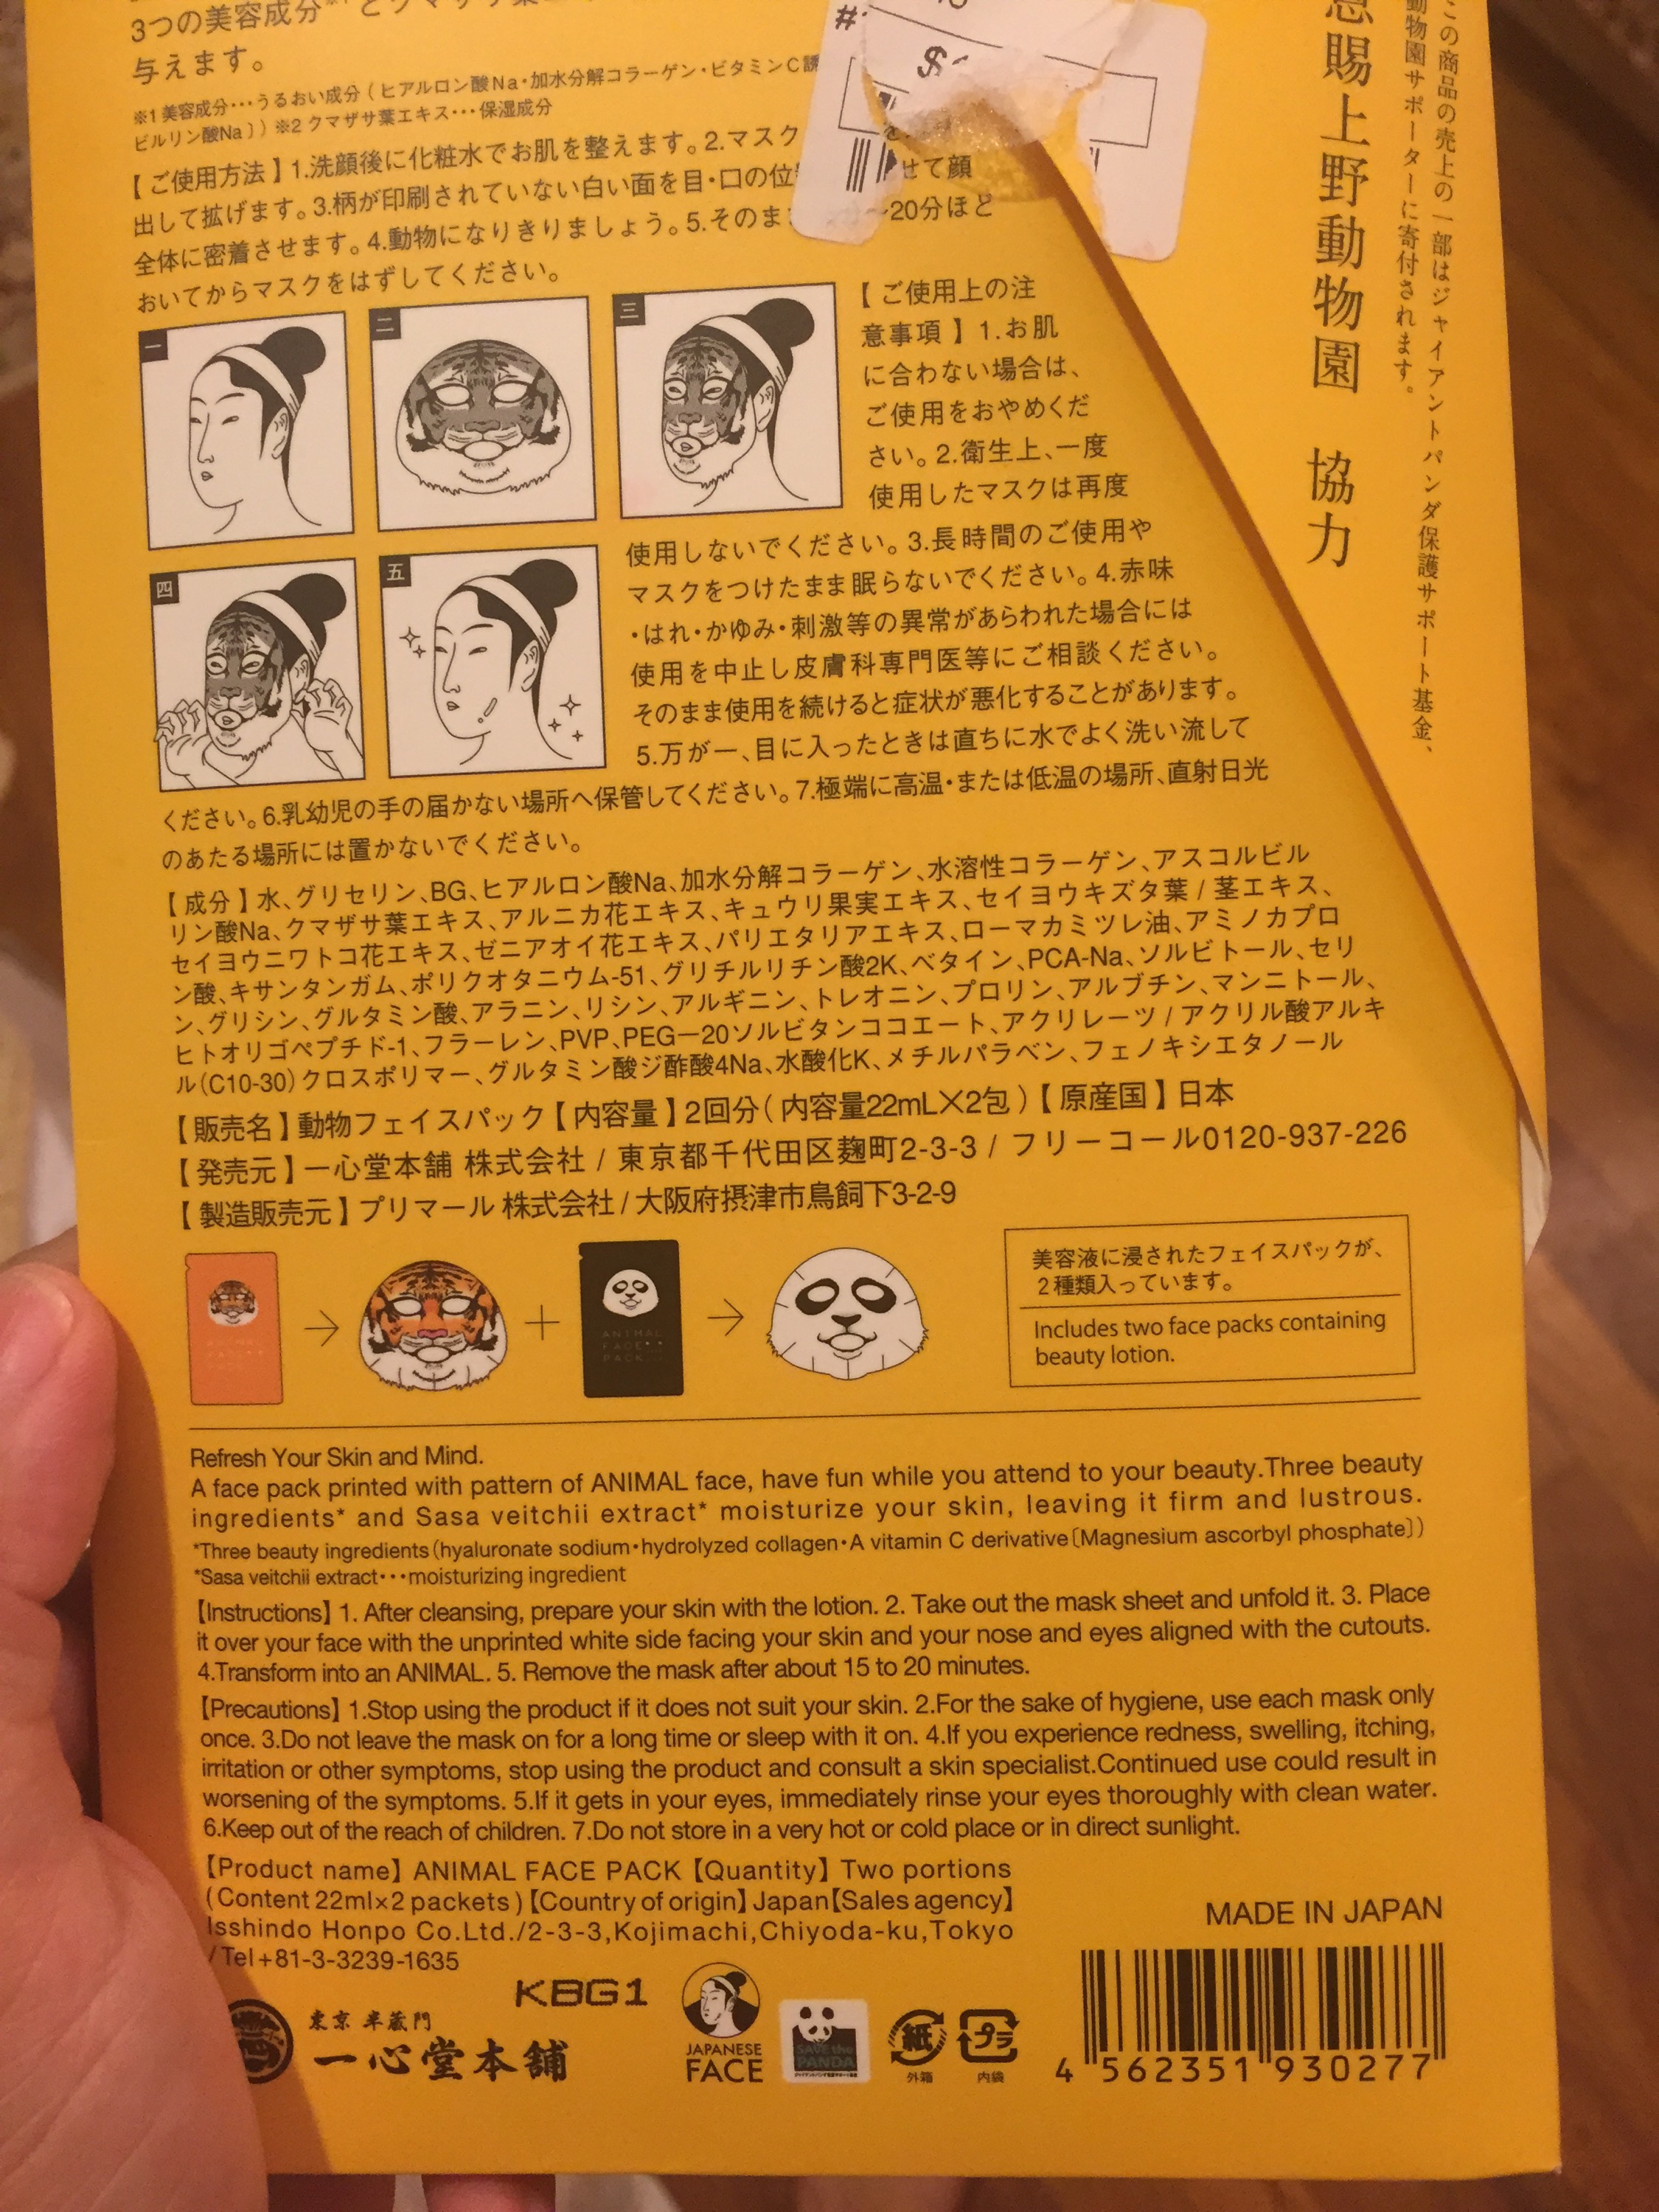 3つの美容成分
与えます。
※1 美容成分･･･うるおい成分 ( ヒアルロン酸Na・加水分解コラーゲン・ビタミンC誘
ビルリン酸Na 〕) ※2 クマザサ葉エキス･･･保湿成分
【 ご使用方法 】 1.洗顔後に化粧水でお肌を整えます。2.マスク
出して拡げます。3.柄が印刷されていない白い面を目・口の位 せて顔
全体に密着させます。4.動物になりきりましょう。5.そのま ～20分ほど
おいてからマスクをはずしてください。
一
二
三
四
五
【 ご使用上の注
意事項 】 1.お肌
に合わない場合は、
ご使用をおやめくだ
さい。2.衛生上、一度
使用したマスクは再度
使用しないでください。3.長時間のご使用や
マスクをつけたまま眠らないでください。4.赤味
・はれ・かゆみ・刺激等の異常があらわれた場合には
使用を中止し皮膚科専門医等にご相談ください。
そのまま使用を続けると症状が悪化することがあります。
5.万が一、目に入ったときは直ちに水でよく洗い流して
ください。6.乳幼児の手の届かない場所へ保管してください。7.極端に高温・または低温の場所、直射日光
のあたる場所には置かないでください。
【 成分 】 水、グリセリン、BG、ヒアルロン酸Na、加水分解コラーゲン、水溶性コラーゲン、アスコルビル
リン酸Na、クマザサ葉エキス、アルニカ花エキス、キュウリ果実エキス、セイヨウキズタ葉 / 茎エキス、
セイヨウニワトコ花エキス、ゼニアオイ花エキス、パリエタリアエキス、ローマカミツレ油、アミノカプロ
ン酸、キサンタンガム、ポリクオタニウム-51、グリチルリチン酸2K、ベタイン、PCA-Na、ソルビトール、セリ
ン、グリシン、グルタミン酸、アラニン、リシン、アルギニン、トレオニン、プロリン、アルブチン、マンニトール、
ヒトオリゴペプチド-1、フラーレン、PVP、PEG－20ソルビタンココエート、アクリレーツ / アクリル酸アルキ
ル(C10-30) クロスポリマー、グルタミン酸ジ酢酸4Na、水酸化K、メチルパラベン、フェノキシエタノール
【 販売名 】 動物フェイスパック 【 内容量 】 2回分 ( 内容量22mL×2包 ) 【 原産国 】 日本
【 発売元 】 一心堂本舗 株式会社 / 東京都千代田区麹町2-3-3 / フリーコール0120-937-226
【 製造販売元 】 プリマール 株式会社 / 大阪府摂津市鳥飼下3-2-9
ANIMAL
FACE
PACK
美容液に浸されたフェイスパックが、
2種類入っています。
Includes two face packs containing
beauty lotion.
Refresh Your Skin and Mind.
A face pack printed with pattern of ANIMAL face, have fun while you attend to your beauty.Three beauty
ingredients* and Sasa veitchii extract* moisturize your skin, leaving it firm and lustrous.
*Three beauty ingredients (hyaluronate sodium・hydrolyzed collagen・A vitamin C derivative〔Magnesium ascorbyl phosphate〕)
*Sasa veitchii extract･･･moisturizing ingredient
【Instructions】 1. After cleansing, prepare your skin with the lotion. 2. Take out the mask sheet and unfold it. 3. Place
it over your face with the unprinted white side facing your skin and your nose and eyes aligned with the cutouts.
4.Transform into an ANIMAL. 5. Remove the mask after about 15 to 20 minutes.
【Precautions】 1.Stop using the product if it does not suit your skin. 2.For the sake of hygiene, use each mask only
once. 3.Do not leave the mask on for a long time or sleep with it on. 4.If you experience redness, swelling, itching,
irritation or other symptoms, stop using the product and consult a skin specialist.Continued use could result in
worsening of the symptoms. 5.If it gets in your eyes, immediately rinse your eyes thoroughly with clean water.
6.Keep out of the reach of children. 7.Do not store in a very hot or cold place or in direct sunlight.
【Product name】 ANIMAL FACE PACK 【Quantity】 Two portions
( Content 22ml×2 packets ) 【Country of origin】 Japan 【Sales agency】
Isshindo Honpo Co.Ltd./2-3-3,Kojimachi,Chiyoda-ku,Tokyo
/ Tel+81-3-3239-1635
MADE IN JAPAN
KBG1
東京 半蔵門
一心堂本舗
JAPANESE
FACE
SAVE the
PANDA
紙
外箱
プラ
内袋
4 562351 930277
恩賜上野動物園 協力
この商品の売上の一部はジャイアントパンダ保護サポート基金、
動物園サポーターに寄付されます。
#
$